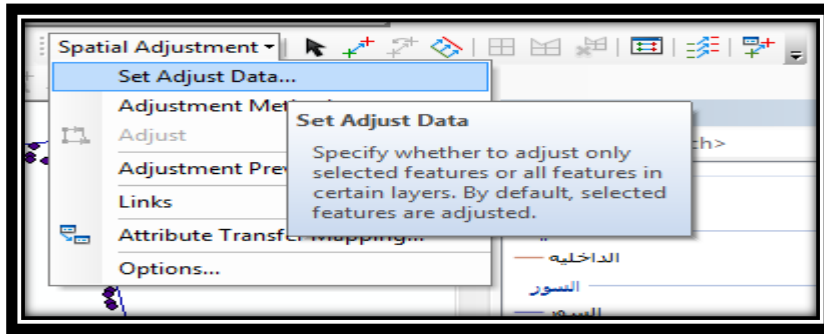 Spatial Adjustment
Set Adjust Data...
Adjustment Met
Set Adjust Data
Adjust
Specify whether to adjust only
selected features or all features in
certain layers. By default, selected
features are adjusted.
Adjustment Pre
Links
Attribute Transfer Mapping...
Options...
ch>
الداخليه
السور
السور